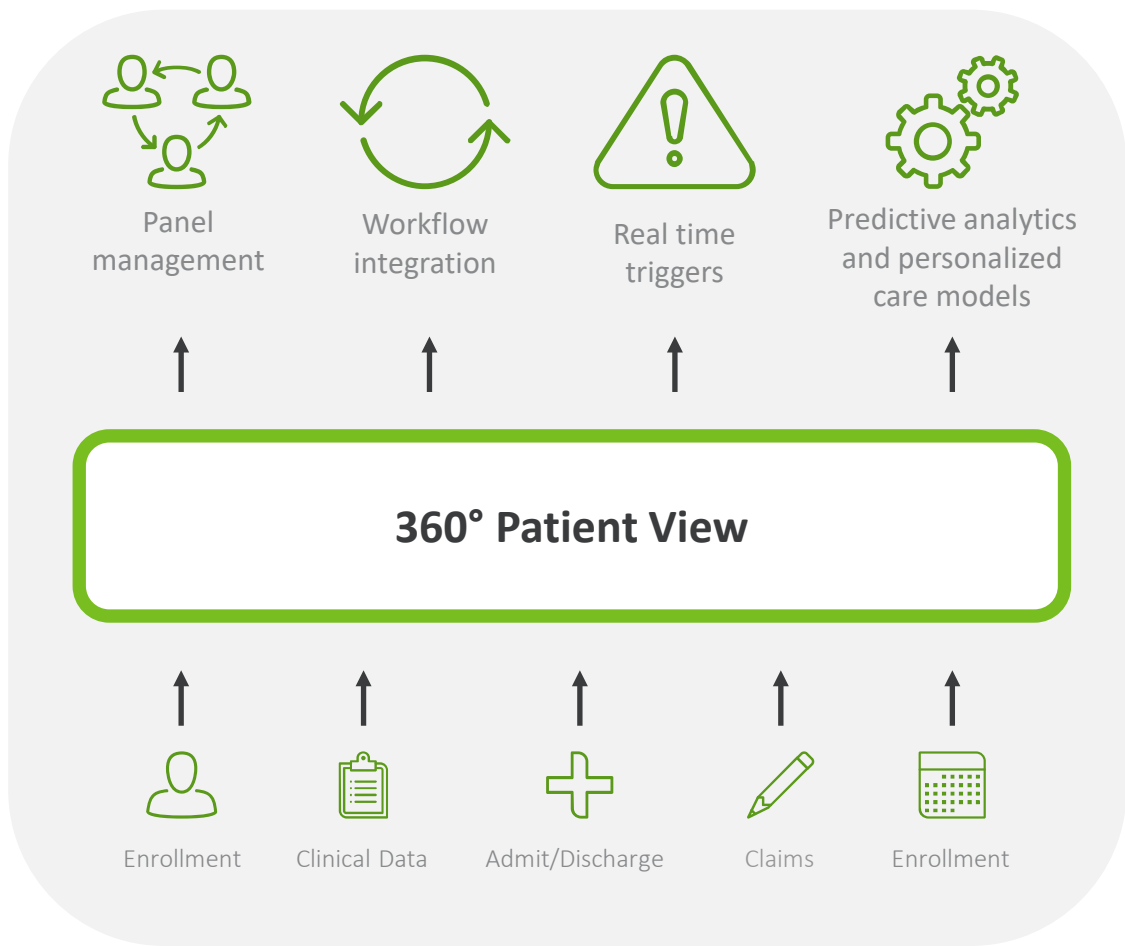 Panel
management
Workflow
integration
Real time
triggers
Predictive analytics
and personalized
care models
360° Patient View
Enrollment
Clinical Data
Admit/Discharge
Claims
Enrollment